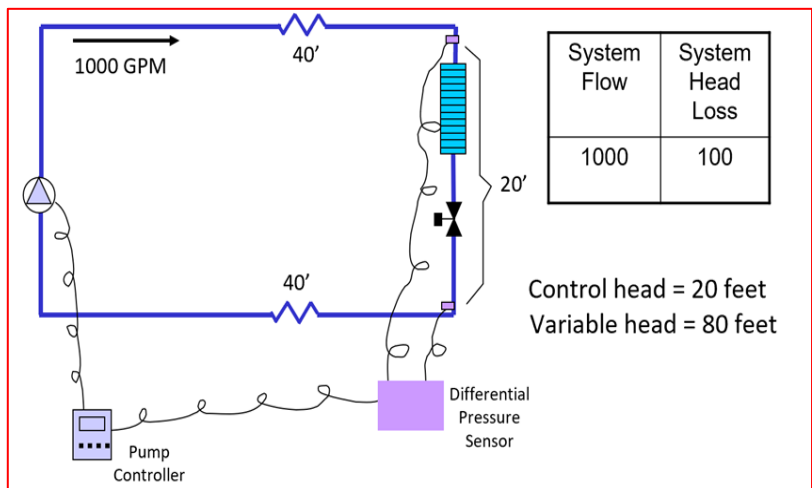 1000 GPM
40'
20'
40'
System
Flow
System
Head
Loss
1000
100
Control head = 20 feet
Variable head = 80 feet
Differential
Pressure
Sensor
Pump
Controller